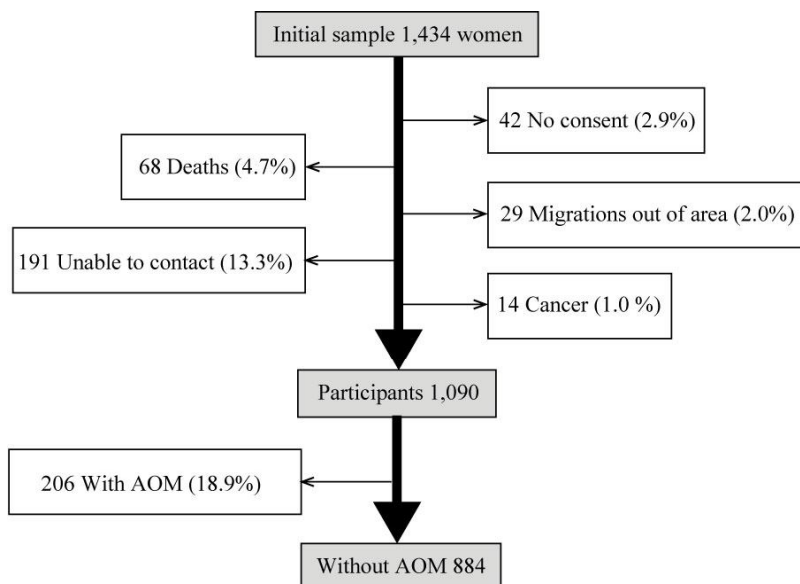 Initial sample 1,434 women
42 No consent (2.9%)
68 Deaths (4.7%)
29 Migrations out of area (2.0%)
191 Unable to contact (13.3%)
14 Cancer (1.0 %)
Participants 1,090
206 With AOM (18.9%)
Without AOM 884